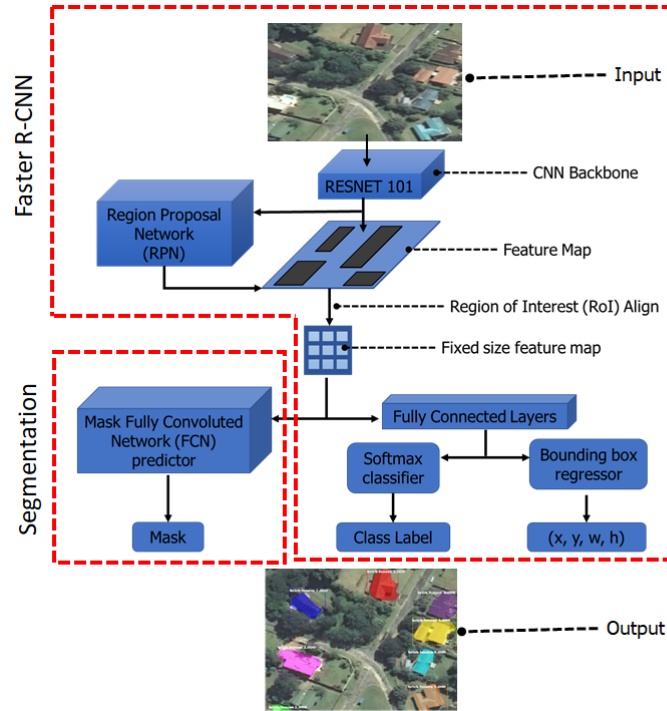 Faster R-CNN
Input
RESNET 101
CNN Backbone
Region Proposal
Network
(RPN)
Feature Map
Region of Interest (RoI) Align
Fixed size feature map
Segmentation
Mask Fully Convoluted
Network (FCN)
predictor
Mask
Fully Connected Layers
Softmax
classifier
Bounding box
regressor
Class Label
(x, y, w, h)
Output